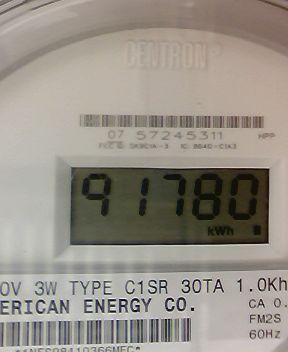 CENTRON®
07 57245311 HPP
91780
kWh
0V 3W TYPE C1SR 30TA 1.0Kh
ERICAN ENERGY CO.
CA 0.
FM2S
60Hz